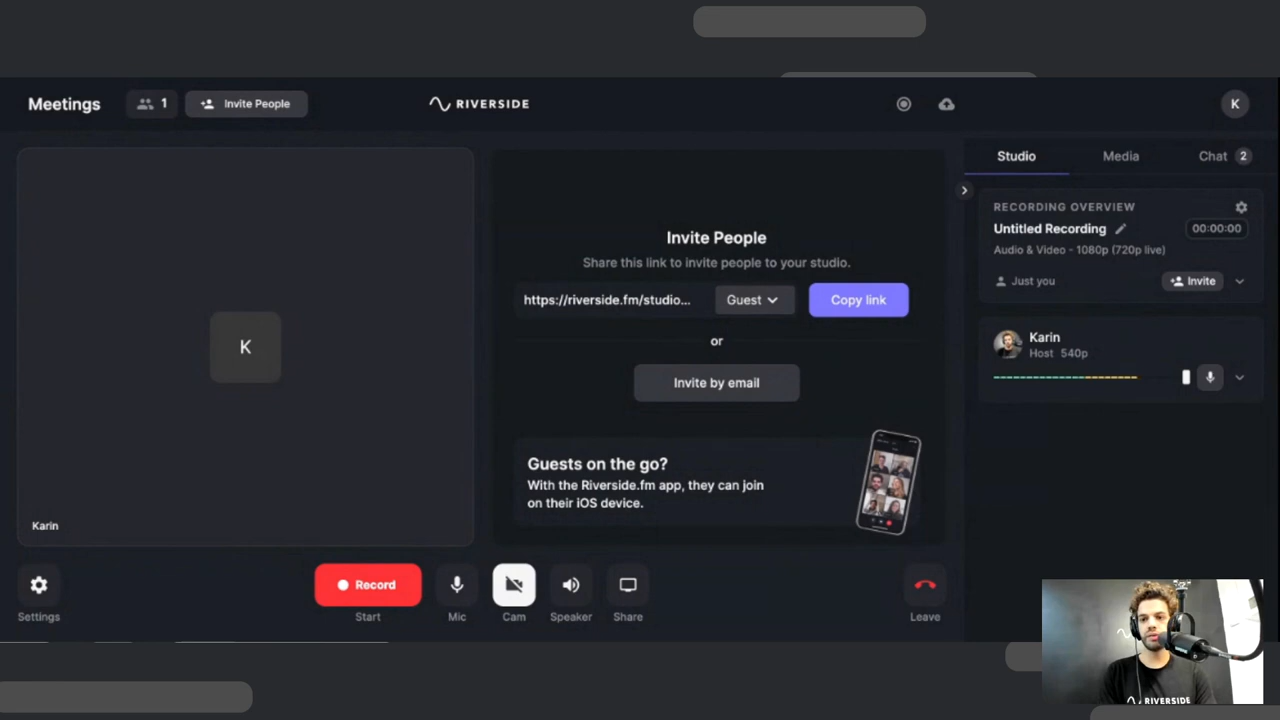 Meetings
1
Invite People
RIVERSIDE
K
Studio
Media
Chat 2
RECORDING OVERVIEW
Untitled Recording
00:00:00
Audio & Video - 1080p (720p live)
Just you
Invite
Karin
Host 540p
K
Karin
Invite People
Share this link to invite people to your studio.
https://riverside.fm/studio...
Guest
Copy link
or
Invite by email
Guests on the go?
With the Riverside.fm app, they can join
on their iOS device.
Settings
Record
Start
Mic
Cam
Speaker
Share
Leave
RIVERSIDE